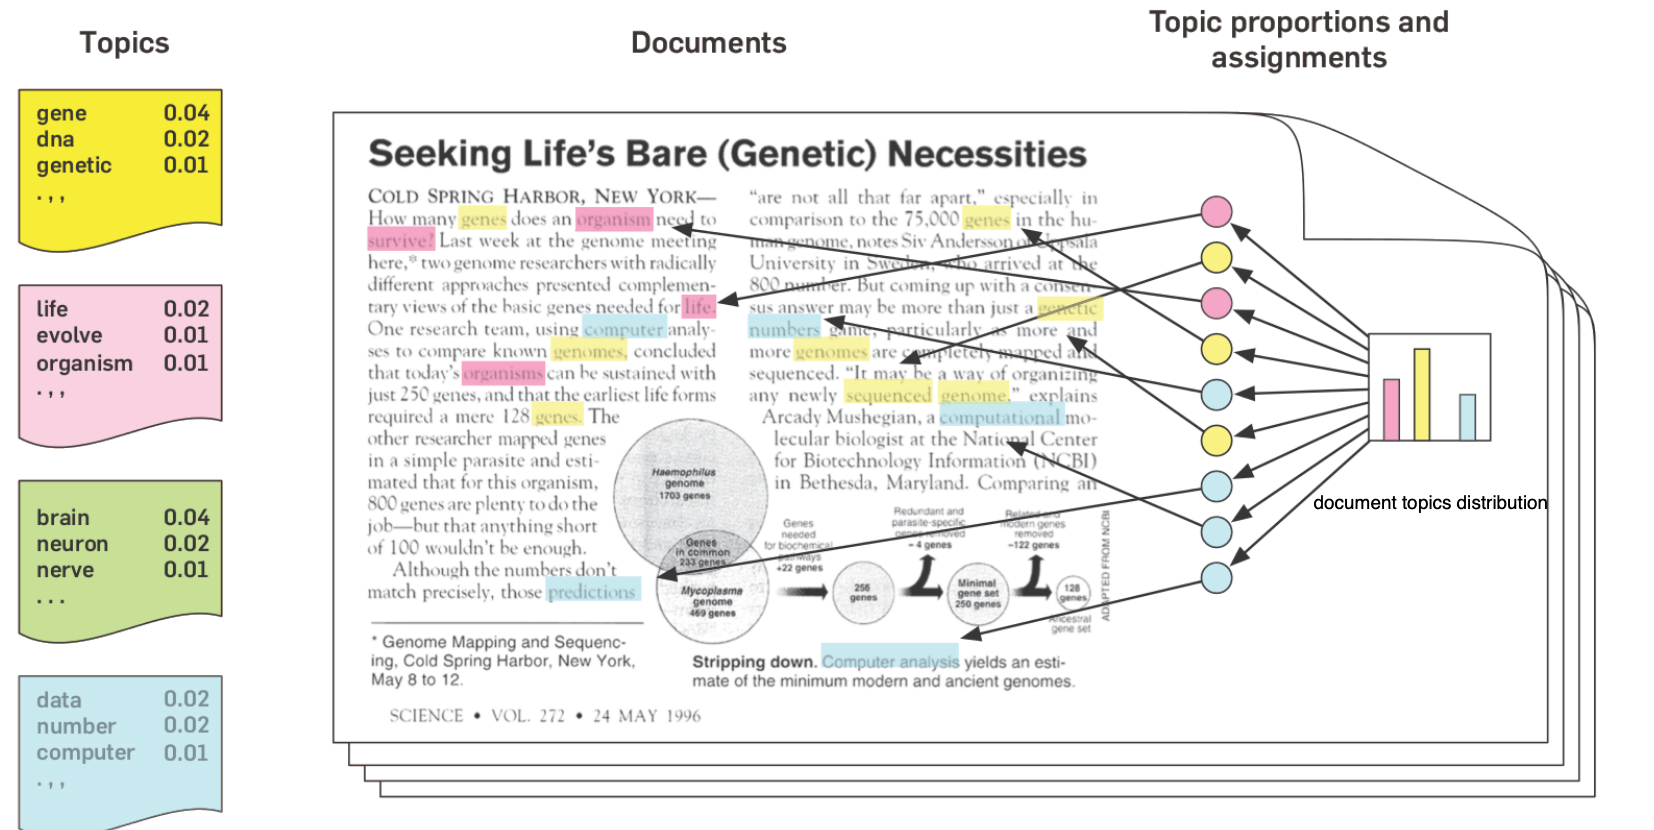 Topics
Documents
Topic proportions and
assignments
gene 0.04
dna 0.02
genetic 0.01
. , ,
life 0.02
evolve 0.01
organism 0.01
. , ,
brain 0.04
neuron 0.02
nerve 0.01
. . .
data 0.02
number 0.02
computer 0.01
. , ,
Seeking Life's Bare (Genetic) Necessities
COLD SPRING HARBOR, NEW YORK—
How many genes does an organism need to
survive? Last week at the genome meeting
here,* two genome researchers with radically
different approaches presented complemen-
tary views of the basic genes needed for life.
One research team, using computer analy-
ses to compare known genomes, concluded
that today's organisms can be sustained with
just 250 genes, and that the earliest life forms
required a mere 128 genes. The
other researcher mapped genes
in a simple parasite and esti-
mated that for this organism,
800 genes are plenty to do the
job—but that anything short
of 100 wouldn't be enough.
Although the numbers don't
match precisely, those predictions
* Genome Mapping and Sequenc-
ing, Cold Spring Harbor, New York,
May 8 to 12.
"are not all that far apart," especially in
comparison to the 75,000 genes in the hu-
man genome, notes Siv Andersson of Uppsala
University in Sweden, who arrived at the
800 number. But coming up with a consen-
sus answer may be more than just a genetic
numbers game, particularly as more and
more genomes are completely mapped and
sequenced. "It may be a way of organizing
any newly sequenced genome," explains
Arcady Mushegian, a computational mo-
lecular biologist at the National Center
for Biotechnology Information (NCBI)
in Bethesda, Maryland. Comparing an
Haemophilus
genome
1703 genes
Genes
in common
233 genes
Mycoplasma
genome
469 genes
Genes
needed
for biochemical
pathways
+22 genes
256
genes
Redundant and
parasite-specific
genes removed
– 4 genes
Minimal
gene set
250 genes
Related and
modern genes
removed
–122 genes
128
genes
Ancestral
gene set
ADAPTED FROM NCBI
Stripping down. Computer analysis yields an esti-
mate of the minimum modern and ancient genomes.
SCIENCE • VOL. 272 • 24 MAY 1996
document topics distribution